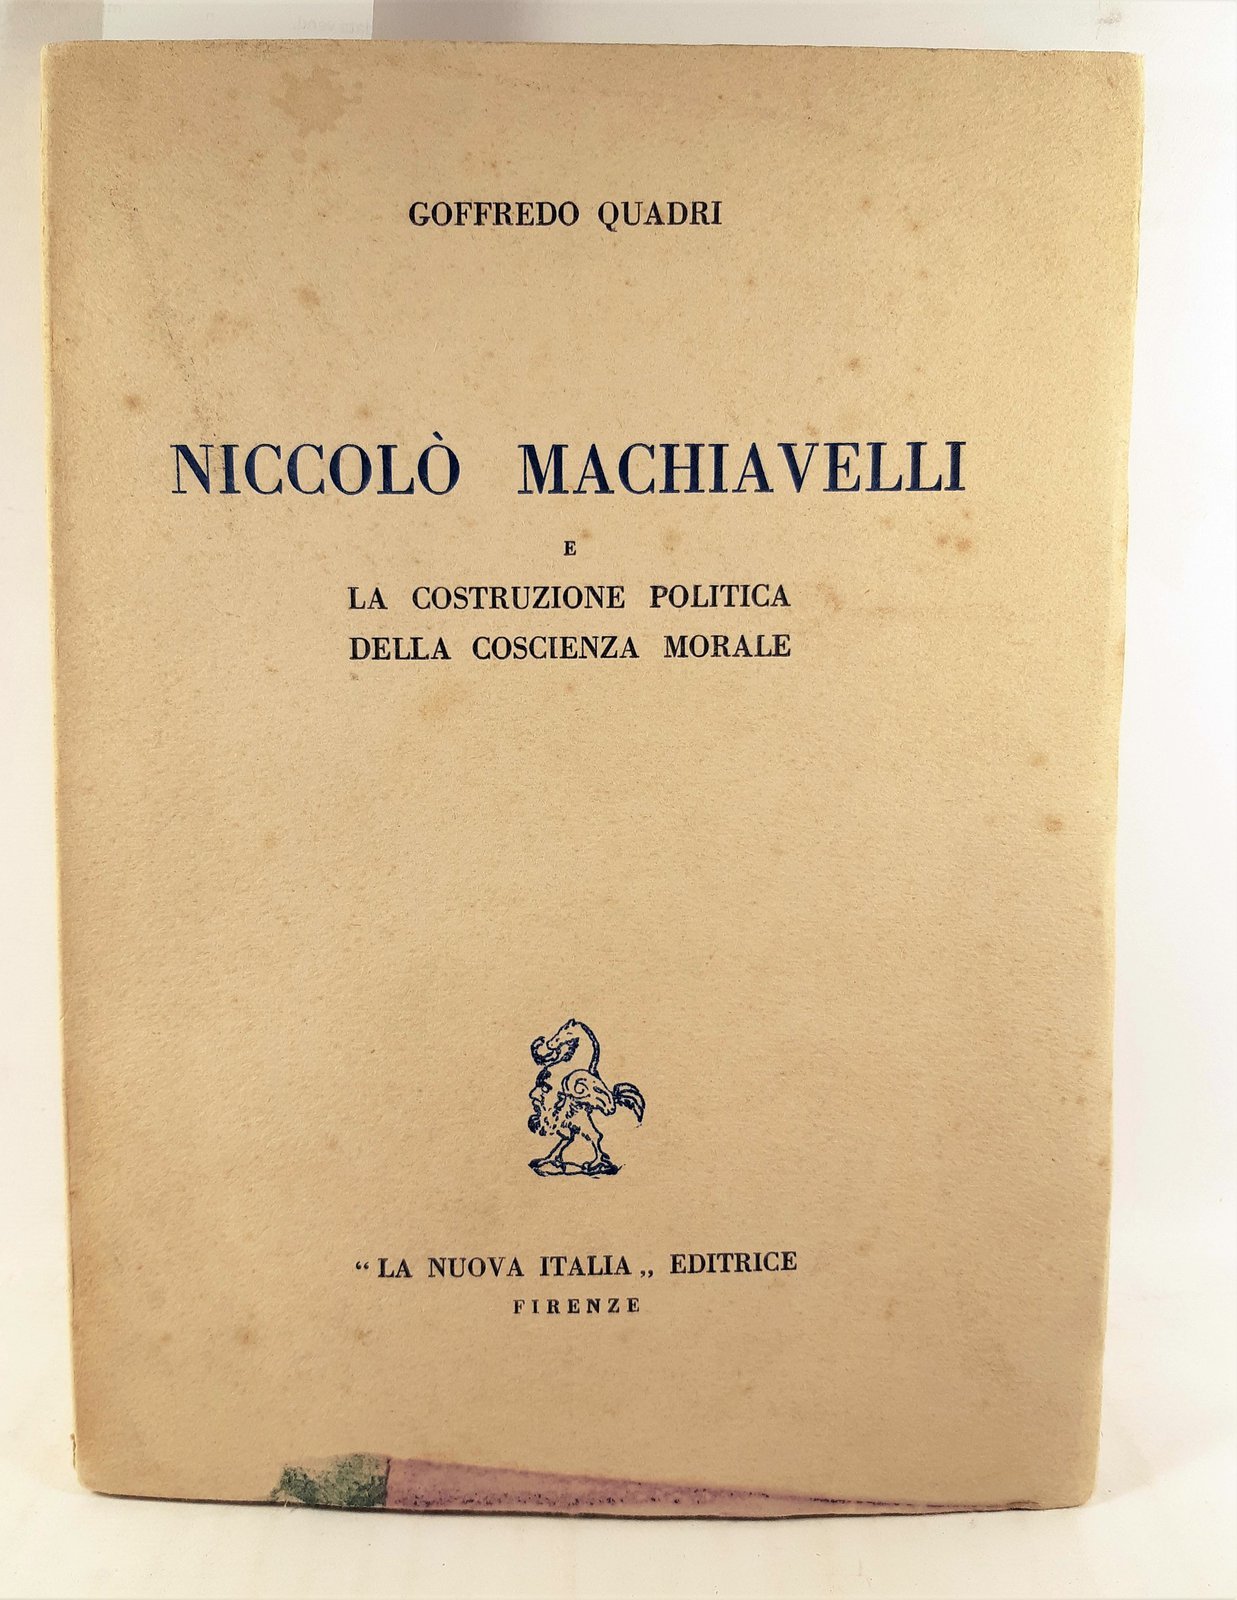 GOFFREDO QUADRI
NICCOLÒ MACHIAVELLI
E
LA COSTRUZIONE POLITICA
DELLA COSCIENZA MORALE
“ LA NUOVA ITALIA „ EDITRICE
FIRENZE